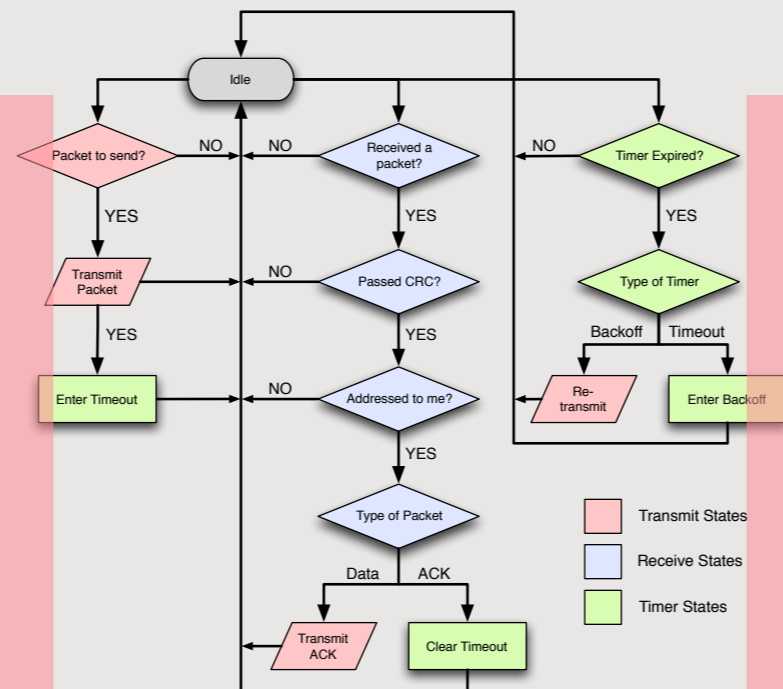 Idle
Packet to send?
NO
NO
Received a
packet?
NO
Timer Expired?
YES
YES
YES
Transmit
Packet
NO
Passed CRC?
Type of Timer
YES
YES
Backoff
Timeout
Enter Timeout
NO
Addressed to me?
Re-
transmit
Enter Backoff
YES
Type of Packet
Transmit States
Receive States
Data
ACK
Timer States
Transmit
ACK
Clear Timeout